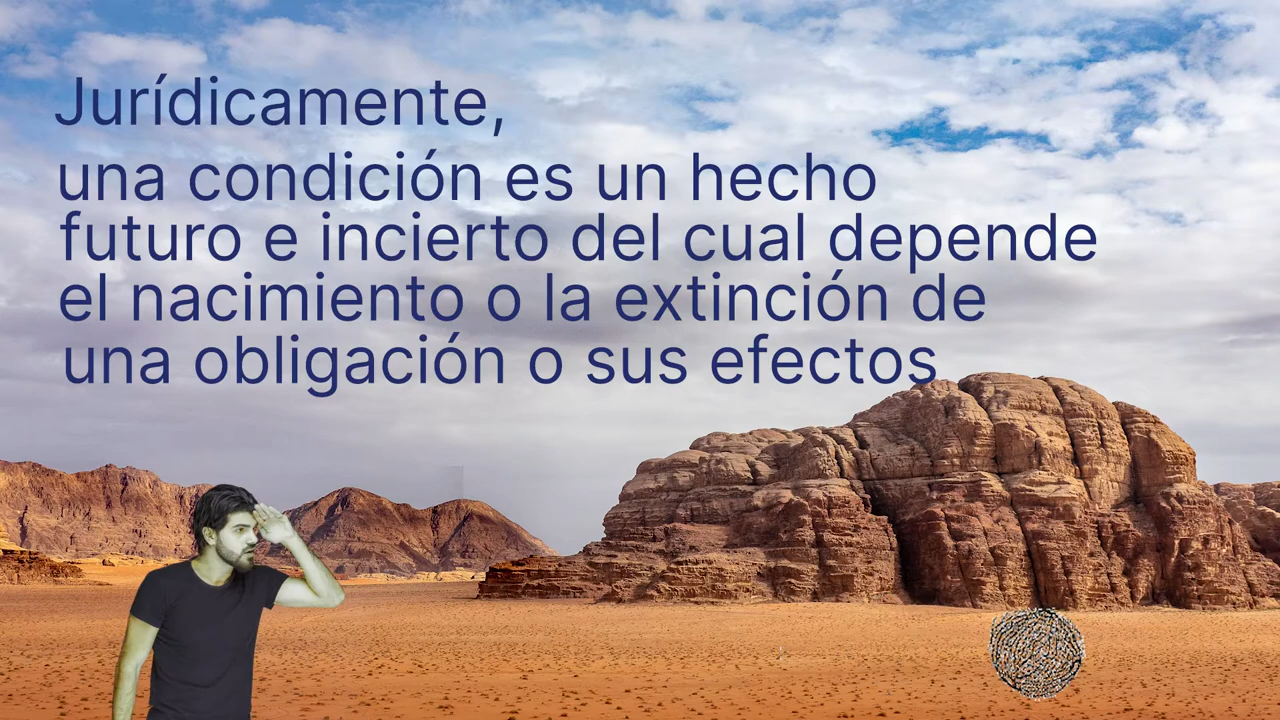 Jurídicamente,
una condición es un hecho
futuro e incierto del cual depende
el nacimiento o la extinción de
una obligación o sus efectos